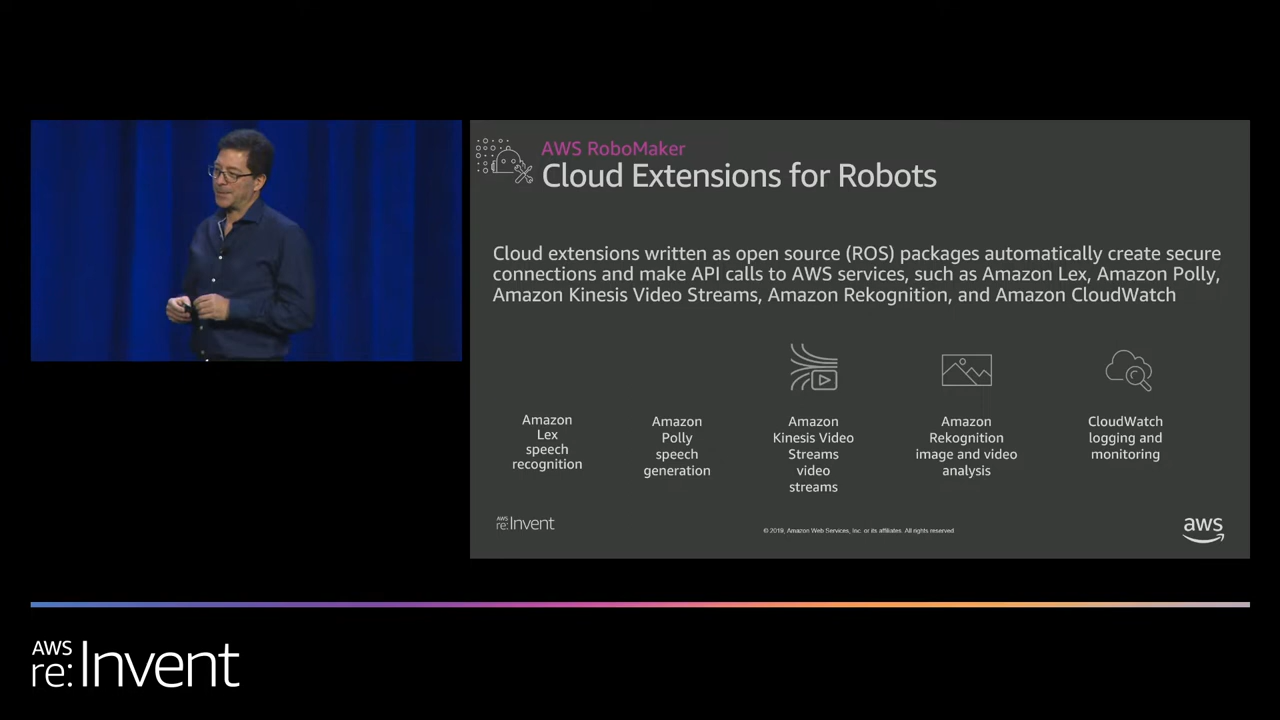 AWS RoboMaker
Cloud Extensions for Robots
Cloud extensions written as open source (ROS) packages automatically create secure
connections and make API calls to AWS services, such as Amazon Lex, Amazon Polly,
Amazon Kinesis Video Streams, Amazon Rekognition, and Amazon CloudWatch
Amazon
Lex
speech
recognition
Amazon
Polly
speech
generation
Amazon
Kinesis Video
Streams
video
streams
Amazon
Rekognition
image and video
analysis
CloudWatch
logging and
monitoring
AWS
re:Invent
© 2019, Amazon Web Services, Inc. or its affiliates. All rights reserved
aws
AWS
re:Invent